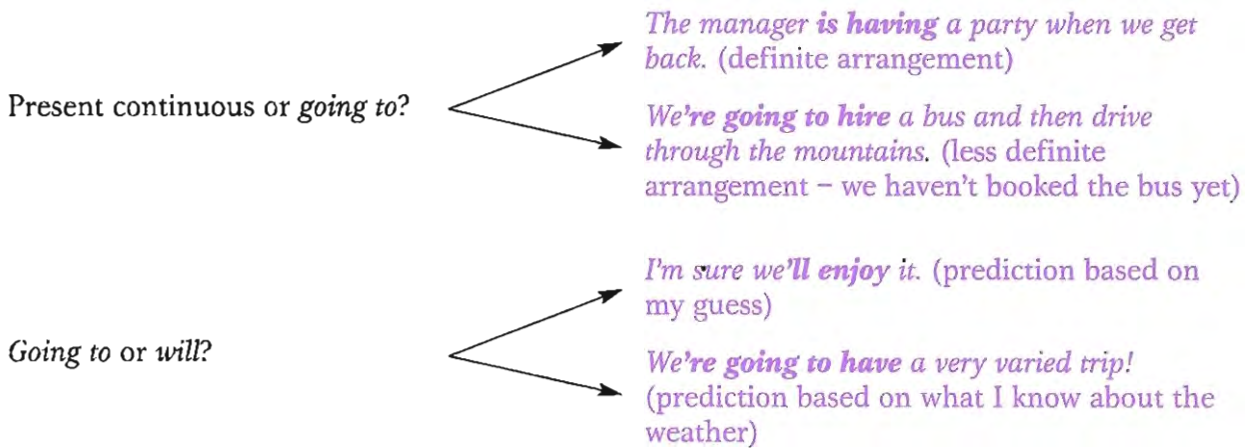 Present continuous or going to?
The manager is having a party when we get
back. (definite arrangement)
We're going to hire a bus and then drive
through the mountains. (less definite
arrangement – we haven't booked the bus yet)
Going to or will?
I'm sure we'll enjoy it. (prediction based on
my guess)
We're going to have a very varied trip!
(prediction based on what I know about the
weather)